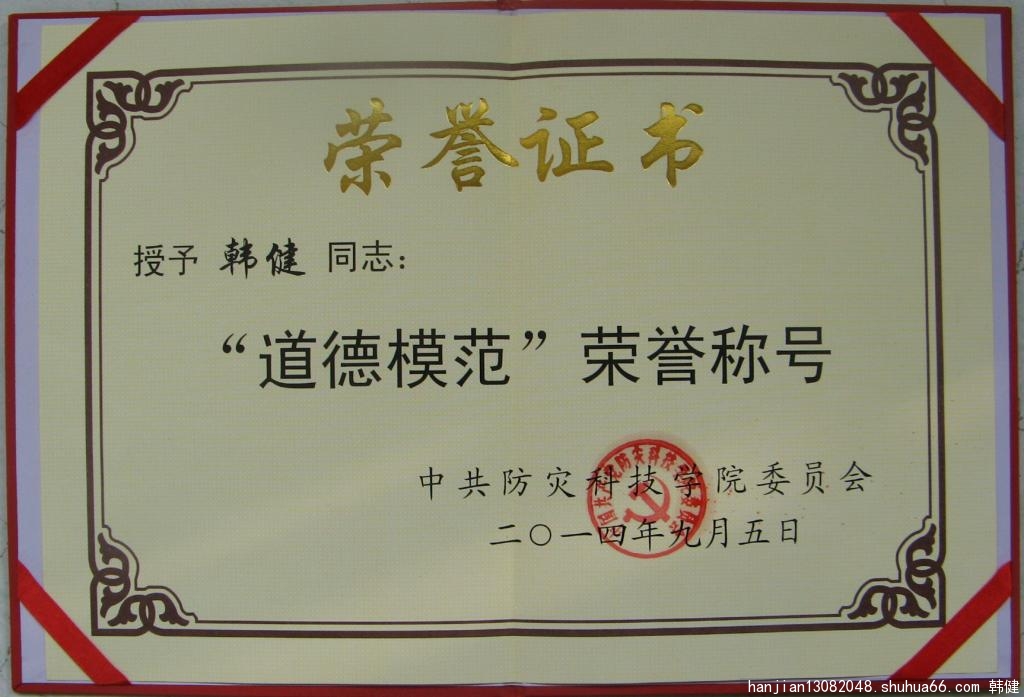 荣誉证书
授予 韩健 同志：
“道德模范”荣誉称号
中共防灾科技学院委员会
二〇一四年九月五日
hanjian13082048.shuhua66.com 韩健